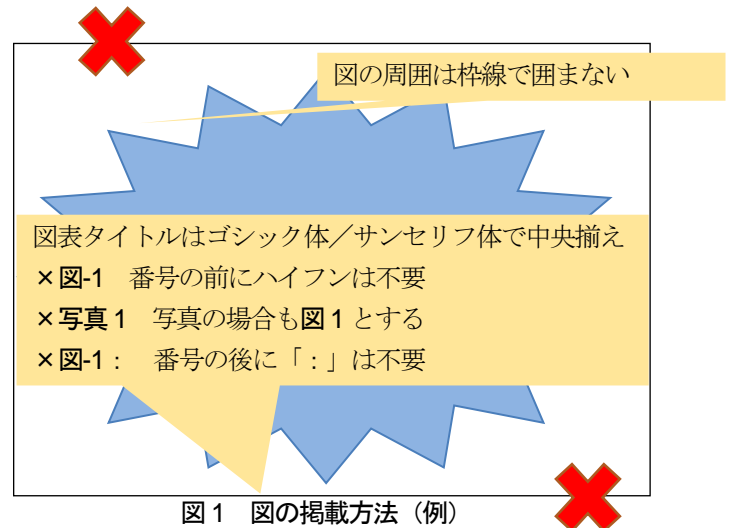 図の周囲は枠線で囲まない
図表タイトルはゴシック体／サンセリフ体で中央揃え
×図-1　番号の前にハイフンは不要
×写真1　写真の場合も図1とする
×図-1：　番号の後に「：」は不要
図1　図の掲載方法（例）